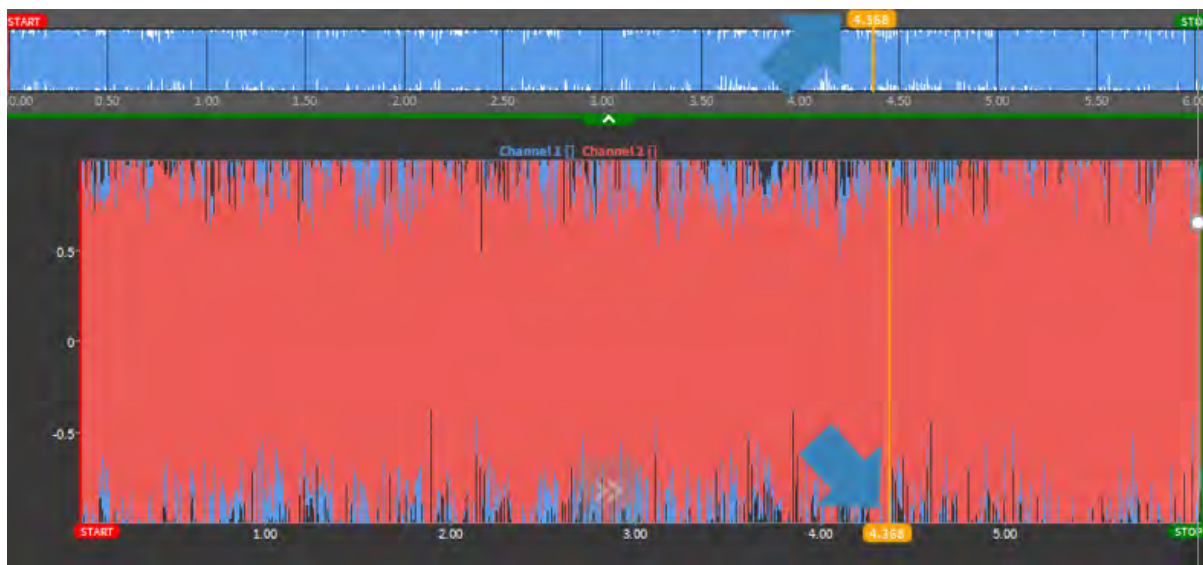 START 4.368 STO
0.00 0.50 1.00 1.50 2.00 2.50 3.00 3.50 4.00 4.50 5.00 5.50 6.0
Channel 1 [] Channel 2 []
0.5
0
-0.5
START 1.00 2.00 3.00 4.00 4.368 5.00 STOP